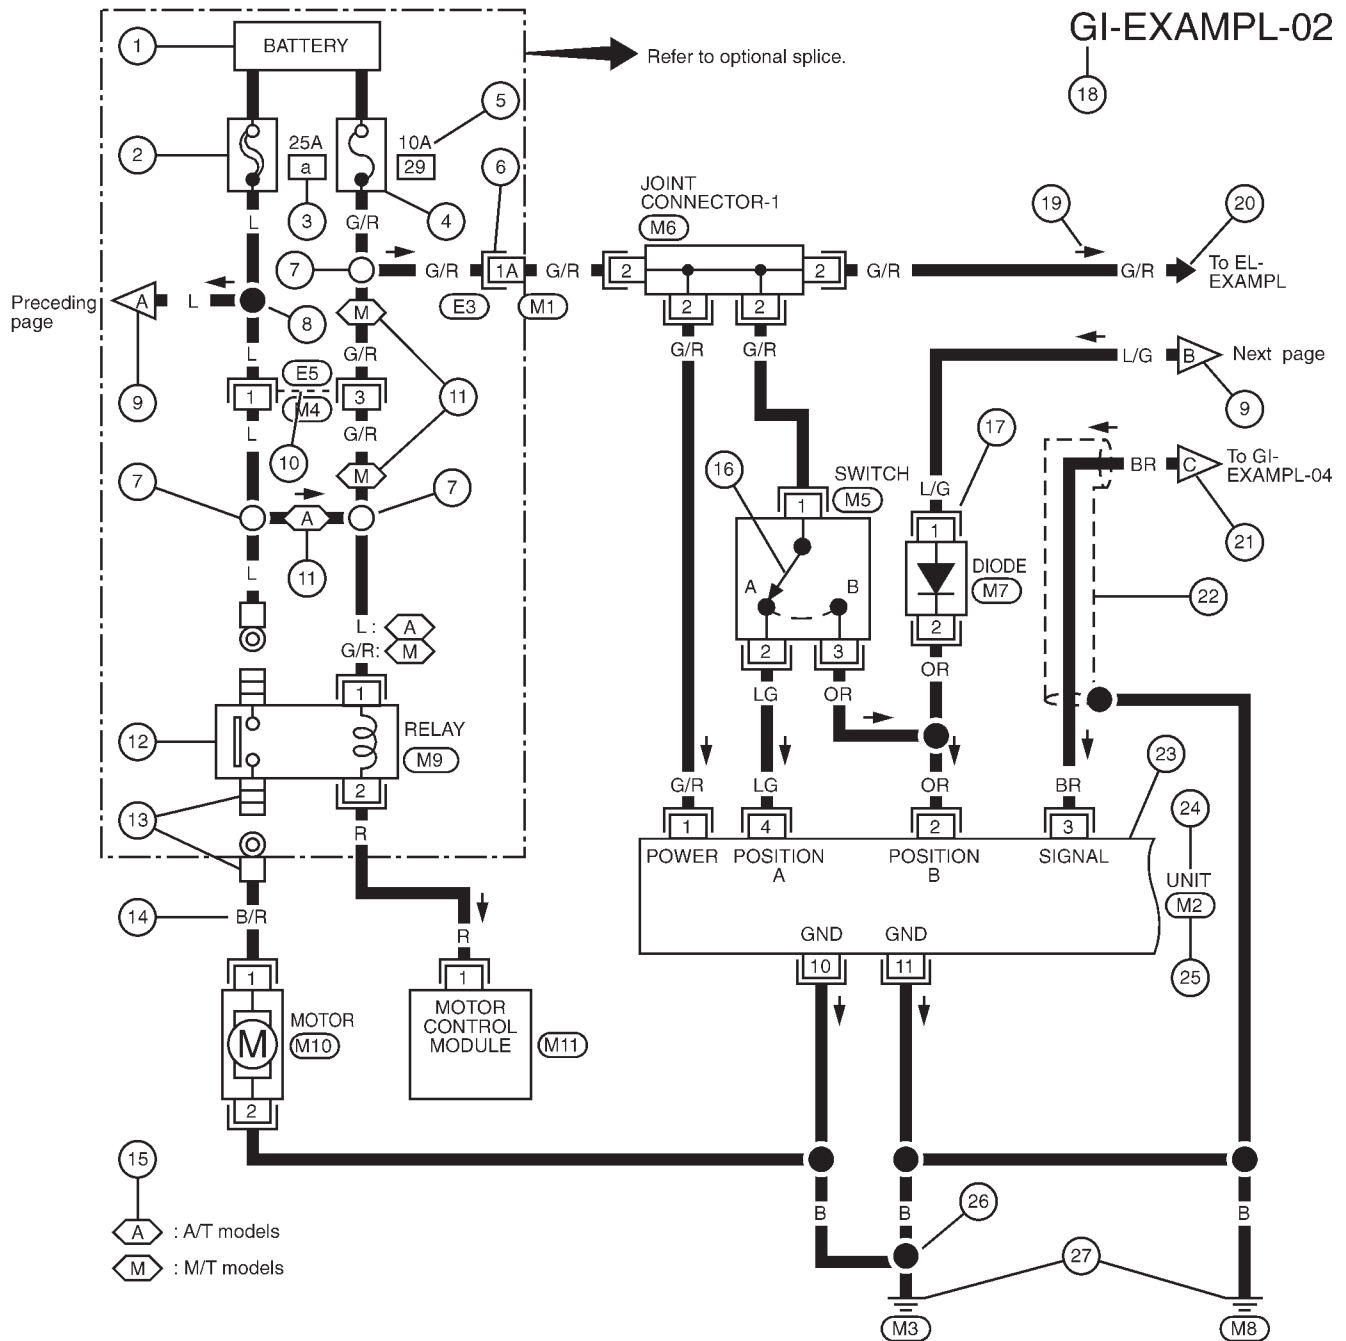 GI-EXAMPL-02
18
1
BATTERY
Refer to optional splice.
2
25A
a
3
10A
29
5
4
6
L
G/R
7
G/R
1A
G/R
E3
M1
JOINT
CONNECTOR-1
M6
2
2
2
2
G/R
19
G/R
20
To EL-
EXAMPL
Preceding
page
A
L
8
M
9
L
G/R
E5
M4
1
3
11
10
L
G/R
M
7
7
A
11
L
L :
A
G/R:
M
G/R
G/R
L/G
B
Next page
9
BR
C
To GI-
EXAMPL-04
21
16
SWITCH
M5
1
A
B
2
3
17
L/G
1
DIODE
M7
2
22
LG
OR
OR
12
1
RELAY
M9
2
13
R
G/R
LG
OR
BR
23
1
4
2
3
POWER
POSITION
A
POSITION
B
SIGNAL
24
UNIT
M2
25
GND
GND
10
11
14
B/R
R
1
1
M
MOTOR
M10
2
MOTOR
CONTROL
MODULE
M11
15
A
: A/T models
M
: M/T models
B
B
B
26
27
M3
M8